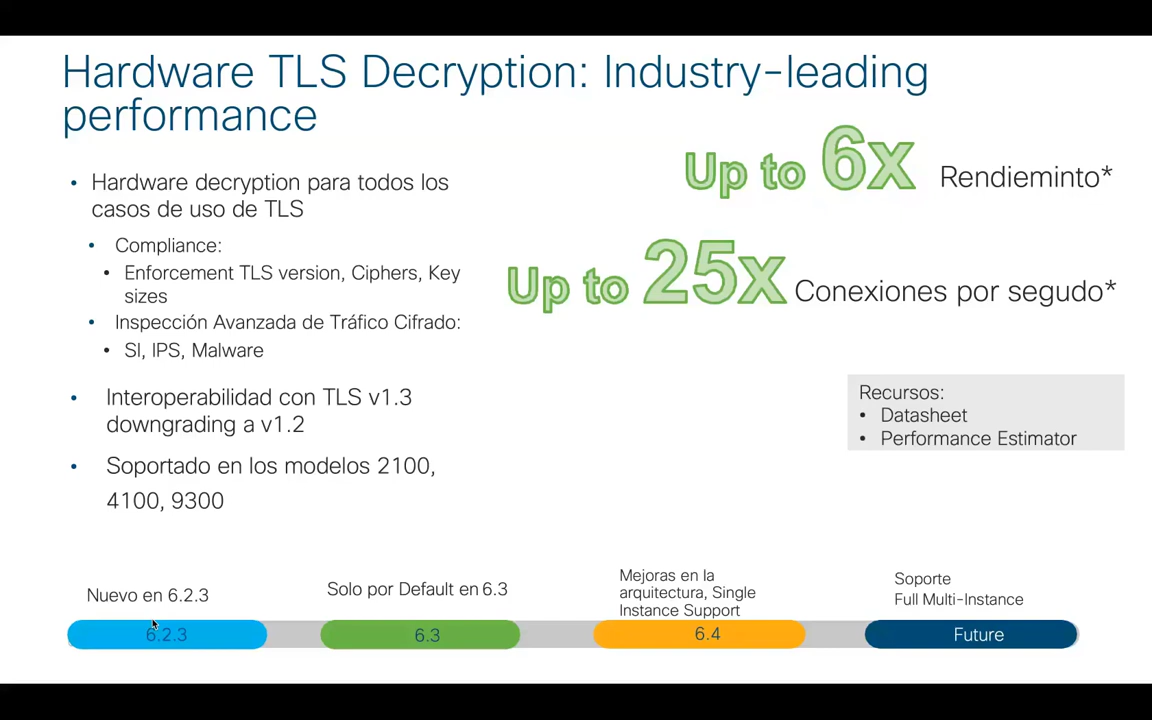 Hardware TLS Decryption: Industry-leading
performance
Up to 6x Rendieminto*
Up to 25x Conexiones por segudo*
• Hardware decryption para todos los
casos de uso de TLS
• Compliance:
• Enforcement TLS version, Ciphers, Key
sizes
• Inspección Avanzada de Tráfico Cifrado:
• SI, IPS, Malware
• Interoperabilidad con TLS v1.3
downgrading a v1.2
• Soportado en los modelos 2100,
4100, 9300
Recursos:
• Datasheet
• Performance Estimator
Nuevo en 6.2.3
6.2.3
Solo por Default en 6.3
6.3
Mejoras en la
arquitectura, Single
Instance Support
6.4
Soporte
Full Multi-Instance
Future